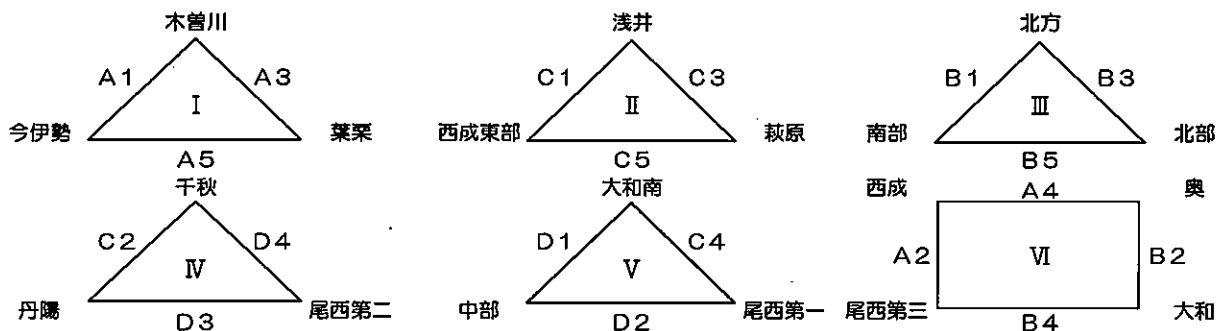 木曽川 浅井 北方
A1 A3 C1 C3 B1 B3
I II III
今伊勢 葉栗 西成東部 萩原 南部 北部
A5 C5 B5
千秋 大和南 西成 A4 奥
C2 D4 D1 C4 A2 B2
IV V VI
丹陽 尾西第二 中部 尾西第一 尾西第三 大和
D3 D2 B4